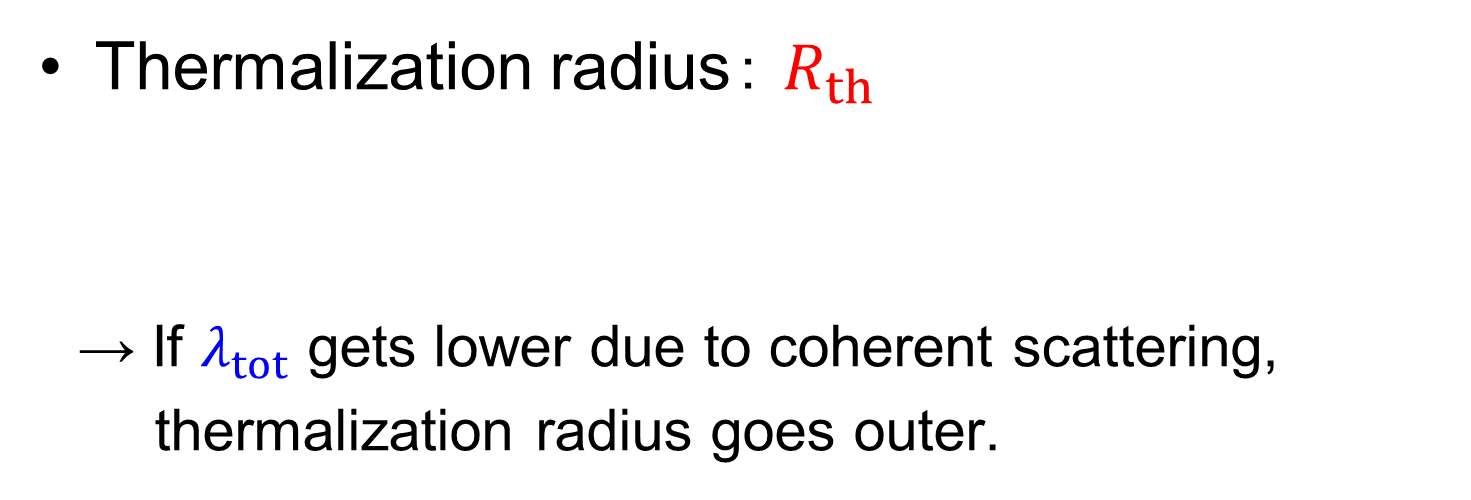 • Thermalization radius: R_th
→ If λ_tot gets lower due to coherent scattering,
thermalization radius goes outer.